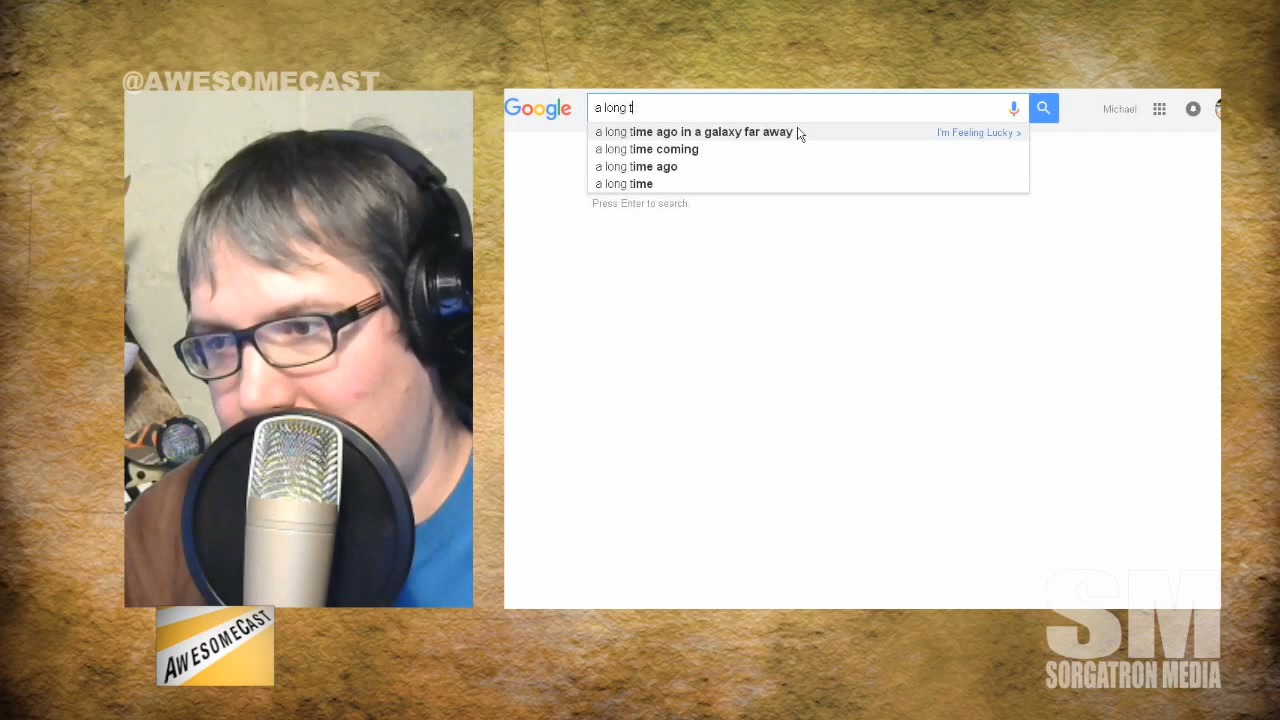 @AWESOMECAST
Google
a long t
Michael
a long time ago in a galaxy far away
I'm Feeling Lucky »
a long time coming
a long time ago
a long time
Press Enter to search.
AWESOMECAST
SM
SORGATRON MEDIA